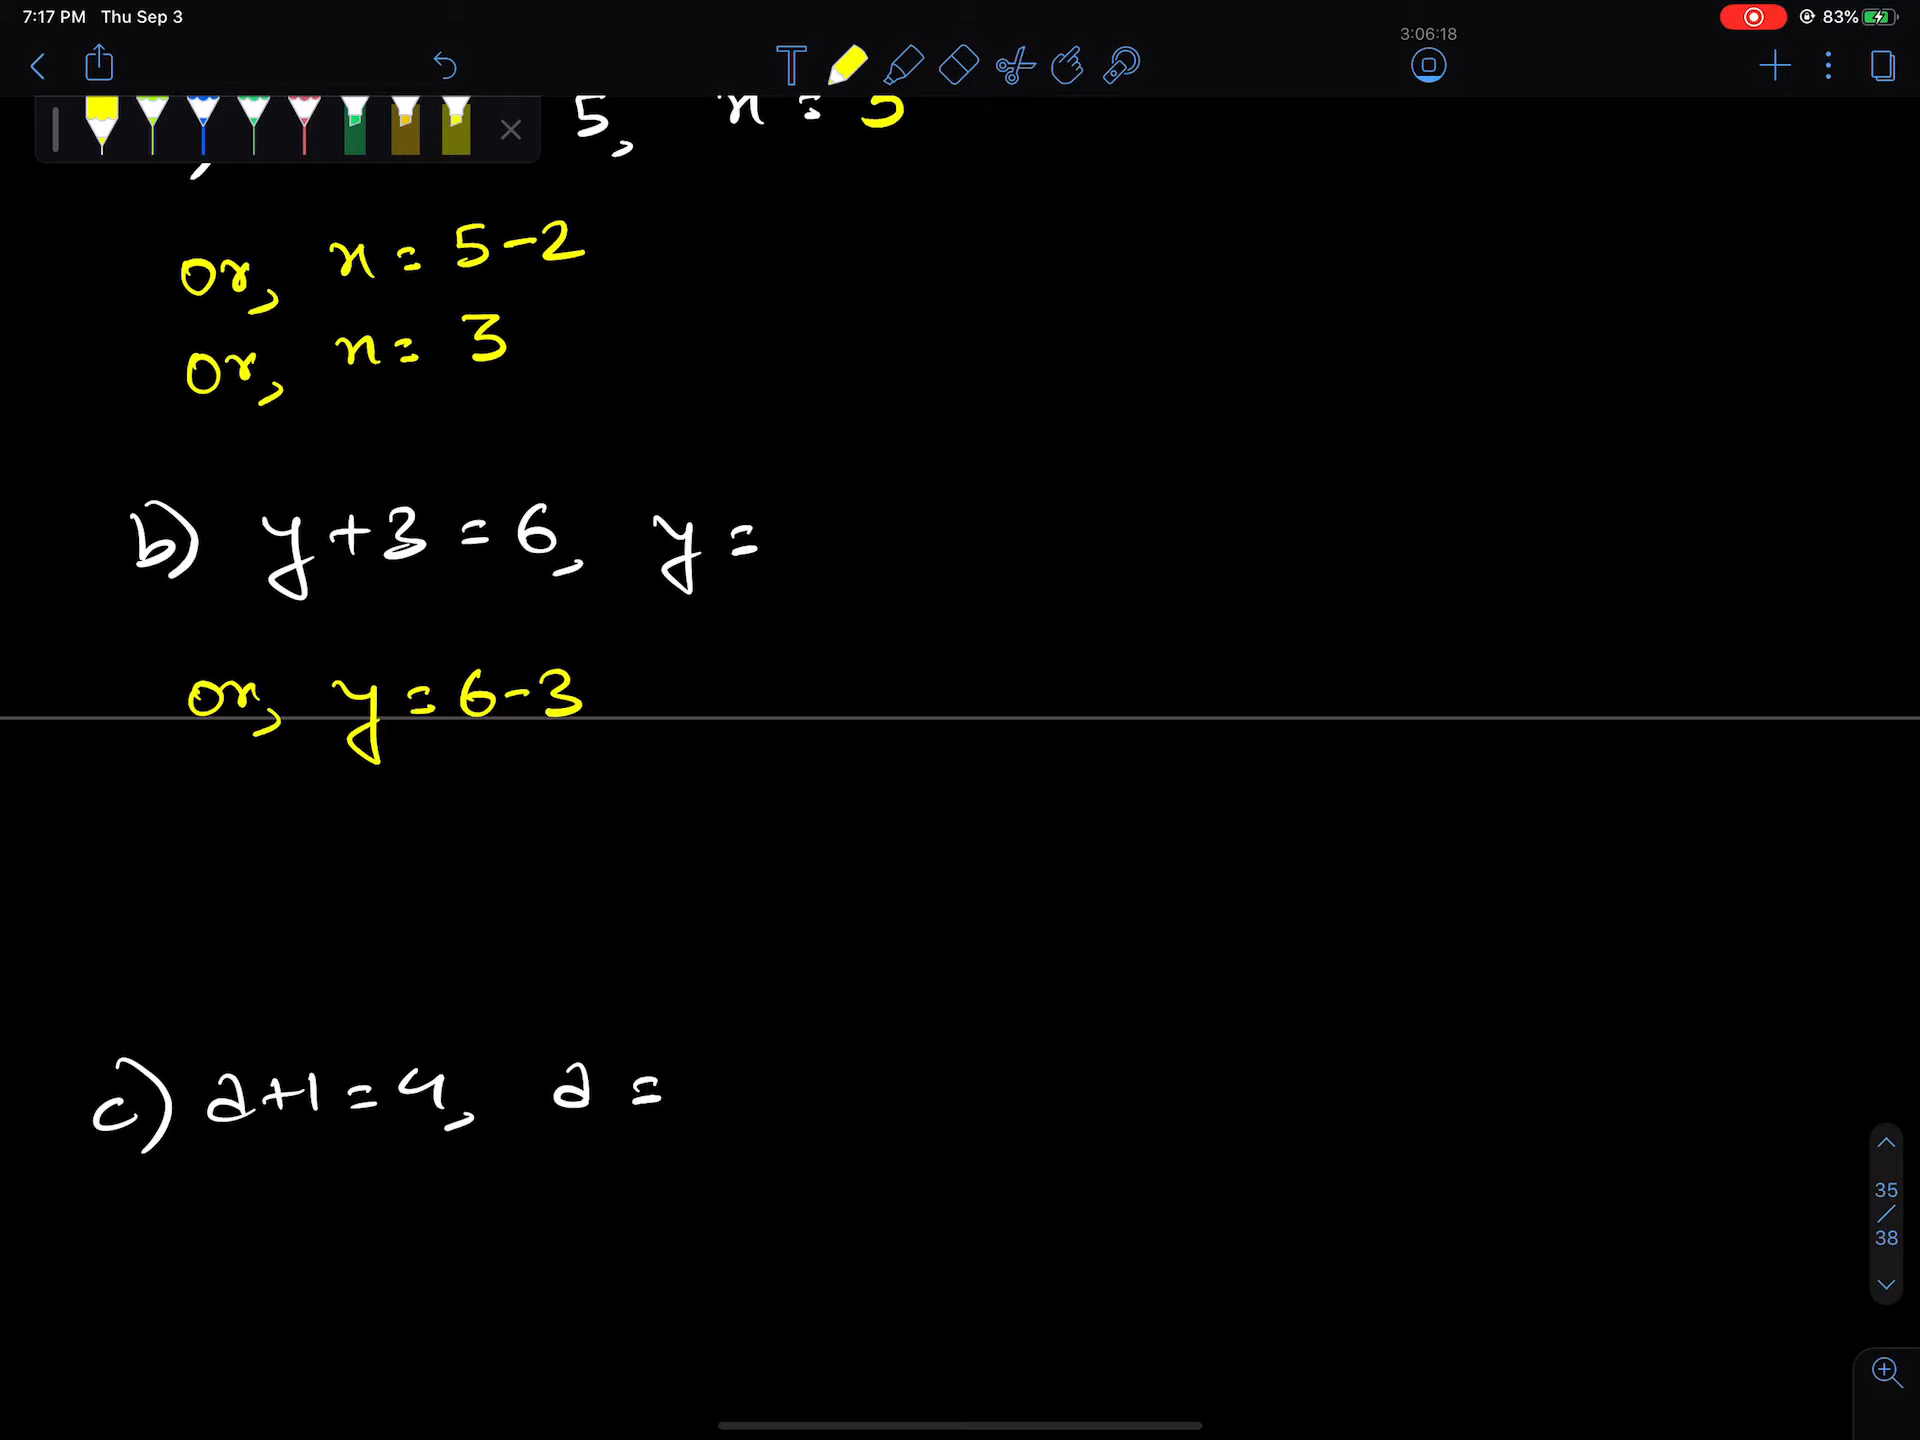 7:17 PM Thu Sep 3
83%
3:06:18
5, x = 3
or, x = 5-2
or, x = 3
b) y+3 = 6, y =
or, y = 6-3
c) a+1 = 4, a =
35
/
38